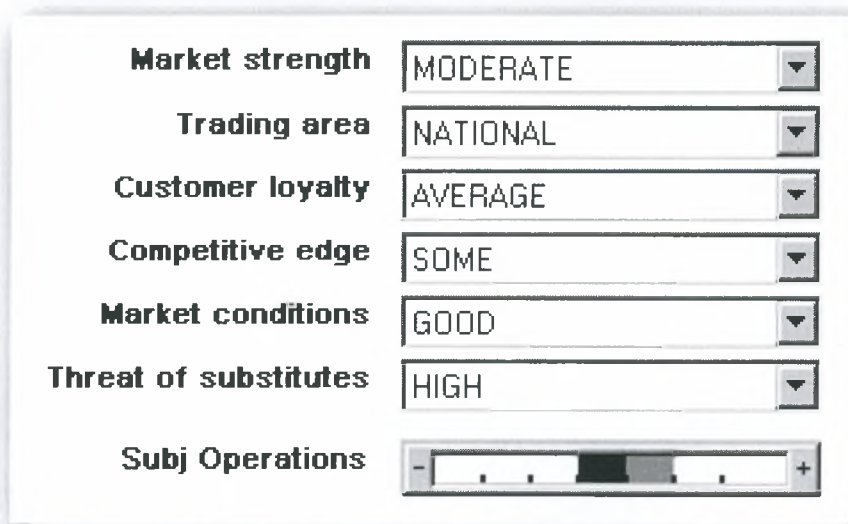 Market strength MODERATE
Trading area NATIONAL
Customer loyalty AVERAGE
Competitive edge SOME
Market conditions GOOD
Threat of substitutes HIGH
Subj Operations - +